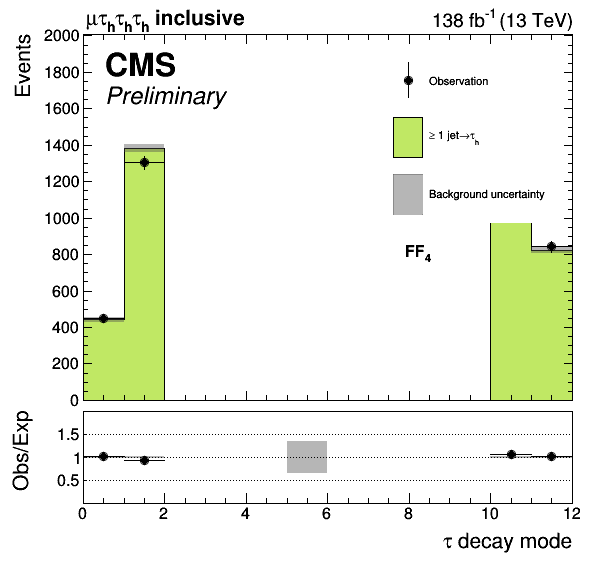 μτₕτₕτₕ inclusive
138 fb⁻¹ (13 TeV)
Events
2000
1800
1600
1400
1200
1000
800
600
400
200
0
CMS
Preliminary
Observation
≥ 1 jet→τₕ
Background uncertainty
FF₄
Obs/Exp
1.5
1
0.5
0 2 4 6 8 10 12
τ decay mode